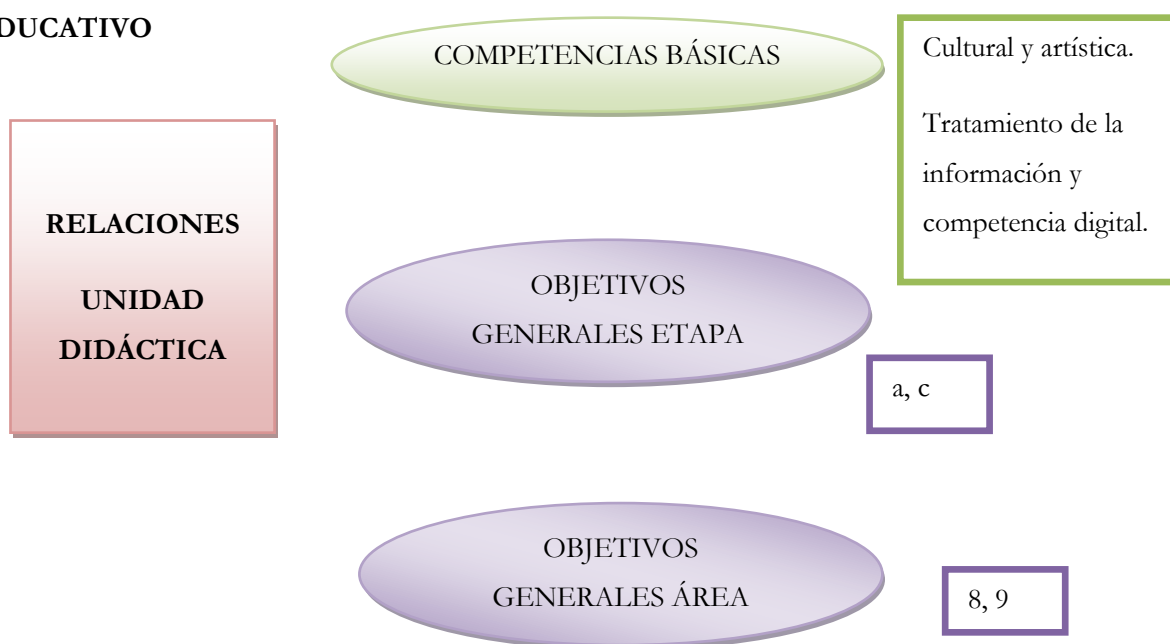 COMPETENCIAS BÁSICAS
Cultural y artística.
Tratamiento de la
información y
competencia digital.
RELACIONES
UNIDAD
DIDÁCTICA
OBJETIVOS
GENERALES ETAPA
a, c
OBJETIVOS
GENERALES ÁREA
8, 9